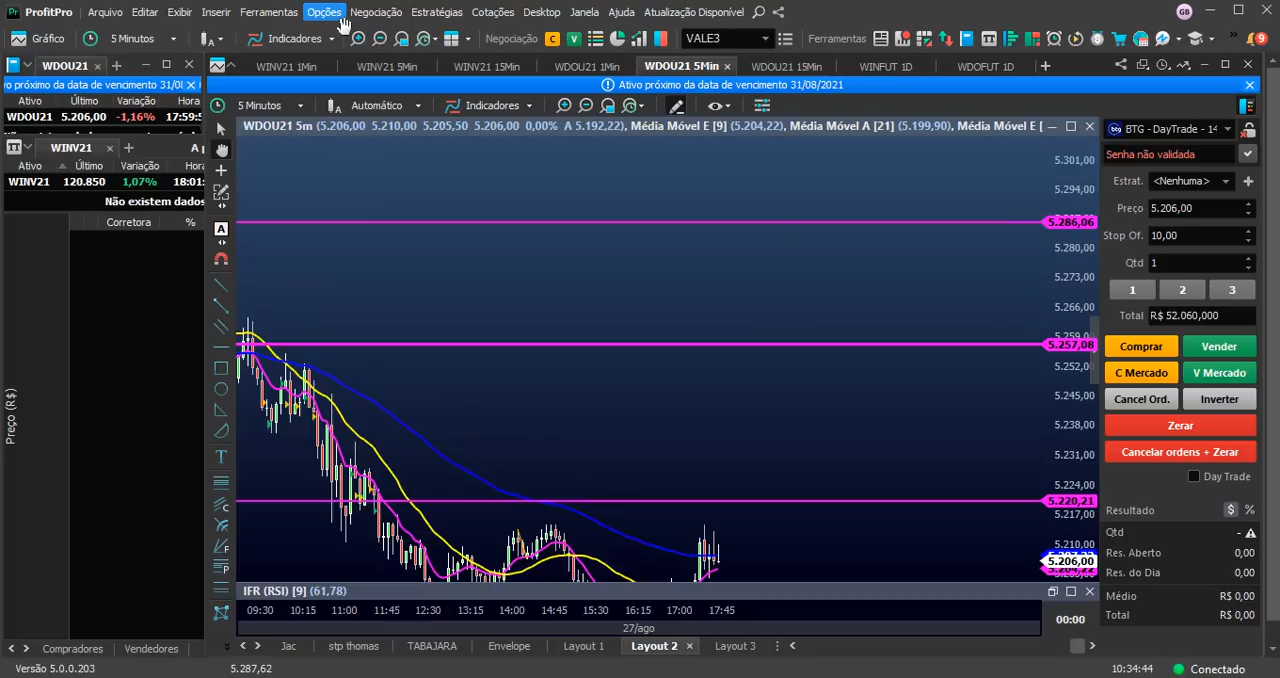 ProfitPro Arquivo Editar Exibir Inserir Ferramentas Opções Negociação Estratégias Cotações Desktop Janela Ajuda Atualização Disponível GB
Gráfico 5 Minutos Indicadores Negociação C V VALE3 Ferramentas 9
WDOU21
WINV21 1Min WINV21 5Min WINV21 15Min WDOU21 1Min WDOU21 5Min WDOU21 15Min WINFUT 1D WDOFUT 1D
vo próximo da data de vencimento 31/08
Ativo próximo da data de vencimento 31/08/2021
Ativo Último Variação Hora
WDOU21 5.206,00 -1,16% 17:59:5
WINV21
Ativo Último Variação Hora
WINV21 120.850 1,07% 18:01:
Não existem dados
Corretora %
Preço (R$)
Compradores Vendedores
5 Minutos Automático Indicadores
WDOU21 5m (5.206,00 5.210,00 5.205,50 5.206,00 0,00% A 5.192,22), Média Móvel E [9] (5.204,22), Média Móvel A [21] (5.199,90), Média Móvel E [
5.301,00
5.294,00
5.286,06
5.280,00
5.273,00
5.266,00
5.257,08
5.252,00
5.245,00
5.238,00
5.231,00
5.224,00
5.220,21
5.217,00
5.210,00
5.206,00
IFR (RSI) [9] (61,78)
09:30 10:15 11:00 11:45 12:30 13:15 14:00 14:45 15:30 16:15 17:00 17:45
00:00
27/ago
Jac stp thomas TABAJARA Envelope Layout 1 Layout 2 Layout 3
BTG - DayTrade - 14
Senha não validada
Estrat. <Nenhuma>
Preço 5.206,00
Stop Of. 10,00
Qtd 1
1 2 3
Total R$ 52.060,000
Comprar Vender
C Mercado V Mercado
Cancel Ord. Inverter
Zerar
Cancelar ordens + Zerar
Day Trade
Resultado $ %
Qtd -
Res. Aberto 0,00
Res. do Dia 0,00
Médio R$ 0,00
Total R$ 0,00
Versão 5.0.0.203 5.287,62 10:34:44 Conectado